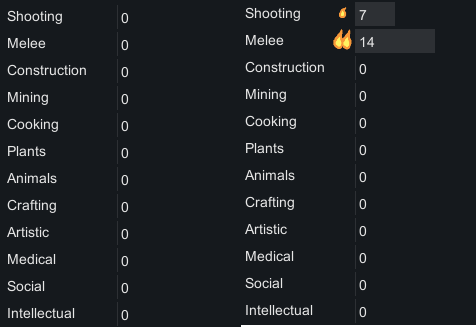 Shooting 0
Melee 0
Construction 0
Mining 0
Cooking 0
Plants 0
Animals 0
Crafting 0
Artistic 0
Medical 0
Social 0
Intellectual 0
Shooting 7
Melee 14
Construction 0
Mining 0
Cooking 0
Plants 0
Animals 0
Crafting 0
Artistic 0
Medical 0
Social 0
Intellectual 0